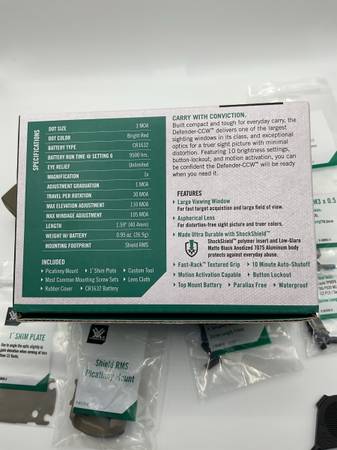 SPECIFICATIONS
DOT SIZE 3 MOA
DOT COLOR Bright Red
BATTERY TYPE CR1632
BATTERY RUN TIME @ SETTING 6 9500 hrs.
EYE RELIEF Unlimited
MAGNIFICATION 1x
ADJUSTMENT GRADUATION 1 MOA
TRAVEL PER ROTATION 30 MOA
MAX ELEVATION ADJUSTMENT 130 MOA
MAX WINDAGE ADJUSTMENT 105 MOA
LENGTH 1.59" (40.4mm)
WEIGHT W/ BATTERY 0.95 oz. (26.9g)
MOUNTING FOOTPRINT Shield RMS
INCLUDED
• Picatinny Mount • 1° Shim Plate • Custom Tool
• Most Common Mounting Screw Sets • Lens Cloth
• Rubber Cover • CR1632 Battery
CARRY WITH CONVICTION.
Built compact and tough for everyday carry, the
Defender-CCW™ delivers one of the largest
sighting windows in its class, and exceptional
optics for a truer sight picture with minimal
distortion. Featuring 10 brightness settings,
button-lockout, and motion activation, you can
be confident the Defender-CCW™ will be ready
when you need it.
FEATURES
• Large Viewing Window
For fast target acquisition and large field of view.
• Aspherical Lens
For distortion-free sight picture and truer colors.
• Made Ultra Durable with ShockShield™
ShockShield™ polymer insert and Low-Glare
Matte Black Anodized 7075 Aluminum body
protects against everyday abuse.
• Fast-Rack™ Textured Grip • 10 Minute Auto-Shutoff
• Motion Activation Capable • Button Lockout
• Top Mount Battery • Parallax Free • Waterproof
M3 x 0.5
1° SHIM PLATE
Shield RMS
Picatinny Mount